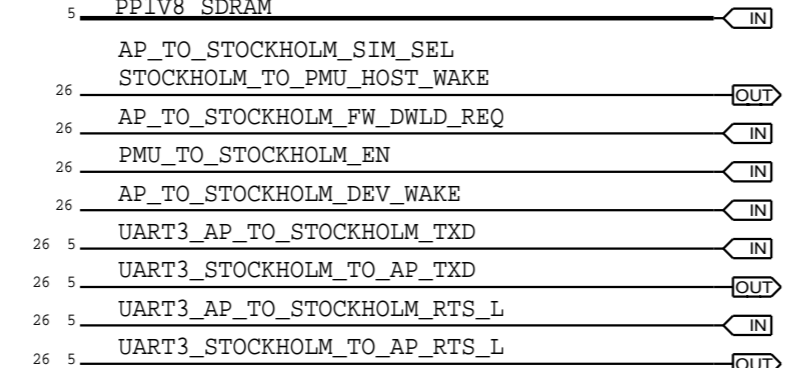 5 PP1V8_SDRAM IN
AP_TO_STOCKHOLM_SIM_SEL
26 STOCKHOLM_TO_PMU_HOST_WAKE OUT
26 AP_TO_STOCKHOLM_FW_DWLD_REQ IN
26 PMU_TO_STOCKHOLM_EN IN
26 AP_TO_STOCKHOLM_DEV_WAKE IN
26 5 UART3_AP_TO_STOCKHOLM_TXD IN
26 5 UART3_STOCKHOLM_TO_AP_TXD OUT
26 5 UART3_AP_TO_STOCKHOLM_RTS_L IN
26 5 UART3_STOCKHOLM_TO_AP_RTS_L OUT